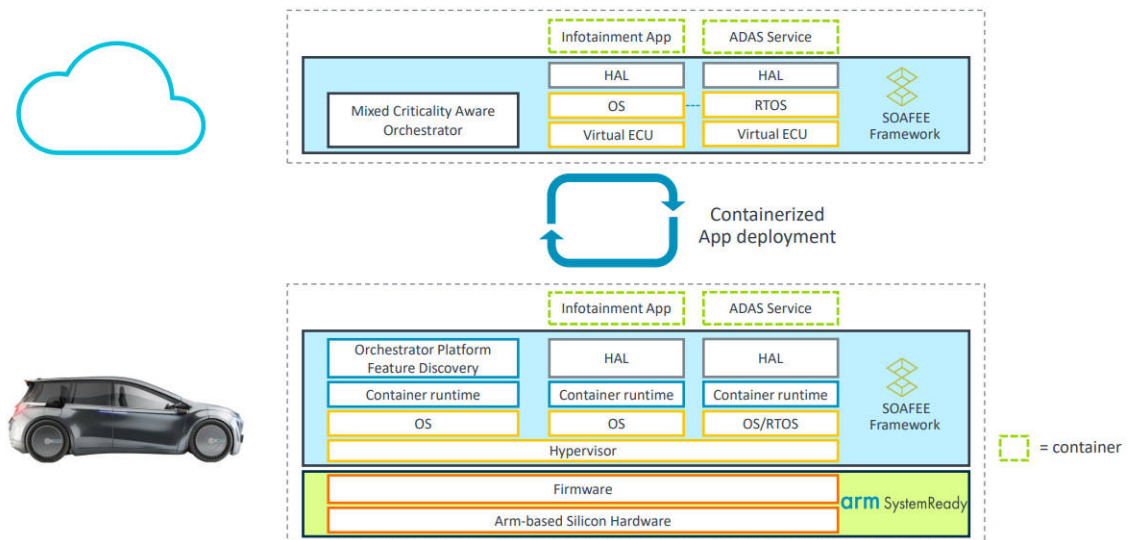 Infotainment App
ADAS Service
HAL
HAL
Mixed Criticality Aware
Orchestrator
OS
RTOS
Virtual ECU
Virtual ECU
SOAFEE
Framework
Containerized
App deployment
Infotainment App
ADAS Service
Orchestrator Platform
Feature Discovery
HAL
HAL
Container runtime
Container runtime
Container runtime
OS
OS
OS/RTOS
SOAFEE
Framework
Hypervisor
= container
Firmware
arm SystemReady
Arm-based Silicon Hardware